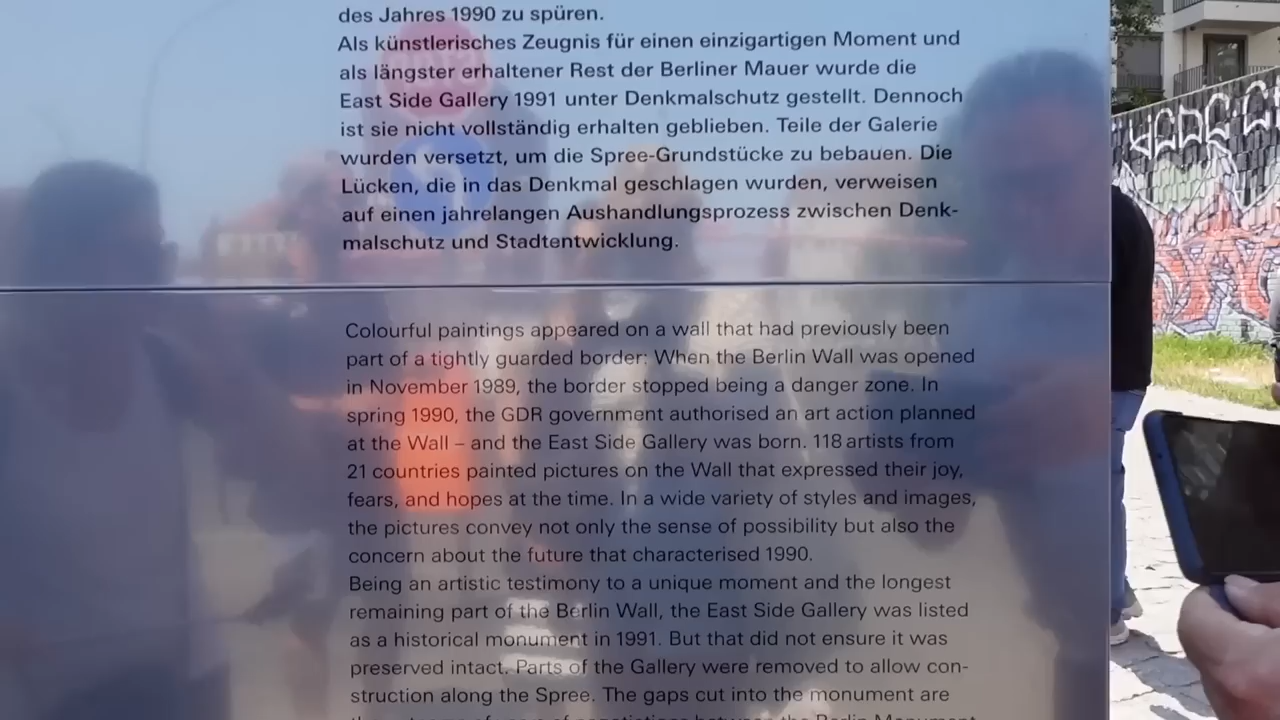 des Jahres 1990 zu spüren.
Als künstlerisches Zeugnis für einen einzigartigen Moment und
als längster erhaltener Rest der Berliner Mauer wurde die
East Side Gallery 1991 unter Denkmalschutz gestellt. Dennoch
ist sie nicht vollständig erhalten geblieben. Teile der Galerie
wurden versetzt, um die Spree-Grundstücke zu bebauen. Die
Lücken, die in das Denkmal geschlagen wurden, verweisen
auf einen jahrelangen Aushandlungsprozess zwischen Denk-
malschutz und Stadtentwicklung.
Colourful paintings appeared on a wall that had previously been
part of a tightly guarded border: When the Berlin Wall was opened
in November 1989, the border stopped being a danger zone. In
spring 1990, the GDR government authorised an art action planned
at the Wall – and the East Side Gallery was born. 118 artists from
21 countries painted pictures on the Wall that expressed their joy,
fears, and hopes at the time. In a wide variety of styles and images,
the pictures convey not only the sense of possibility but also the
concern about the future that characterised 1990.
Being an artistic testimony to a unique moment and the longest
remaining part of the Berlin Wall, the East Side Gallery was listed
as a historical monument in 1991. But that did not ensure it was
preserved intact. Parts of the Gallery were removed to allow con-
struction along the Spree. The gaps cut into the monument are